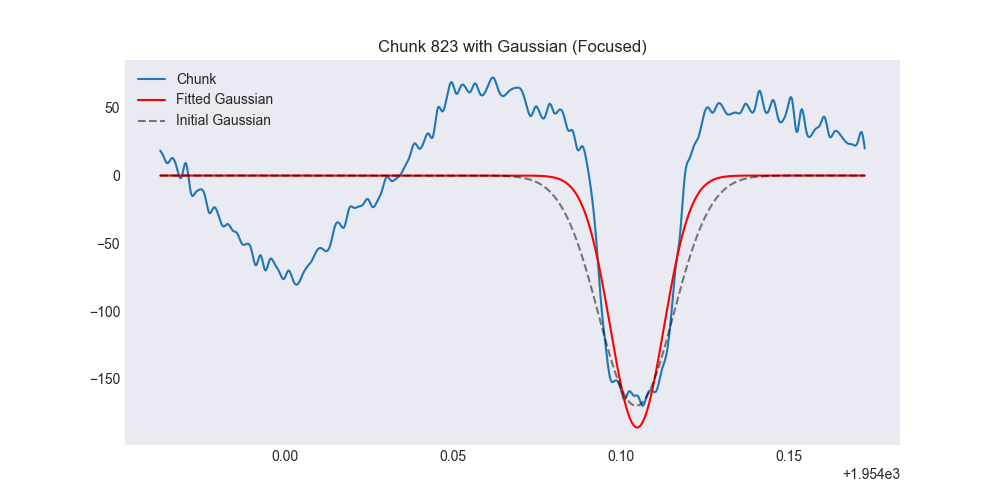 Chunk 823 with Gaussian (Focused)
Chunk
Fitted Gaussian
Initial Gaussian
50
0
−50
−100
−150
0.00 0.05 0.10 0.15
+1.954e3